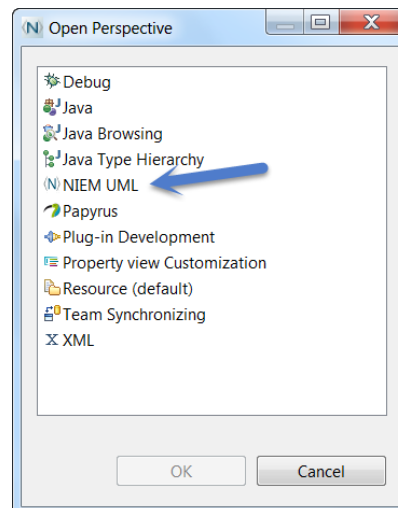 Open Perspective
Debug
Java
Java Browsing
Java Type Hierarchy
NIEM UML
Papyrus
Plug-in Development
Property view Customization
Resource (default)
Team Synchronizing
XML
OK
Cancel